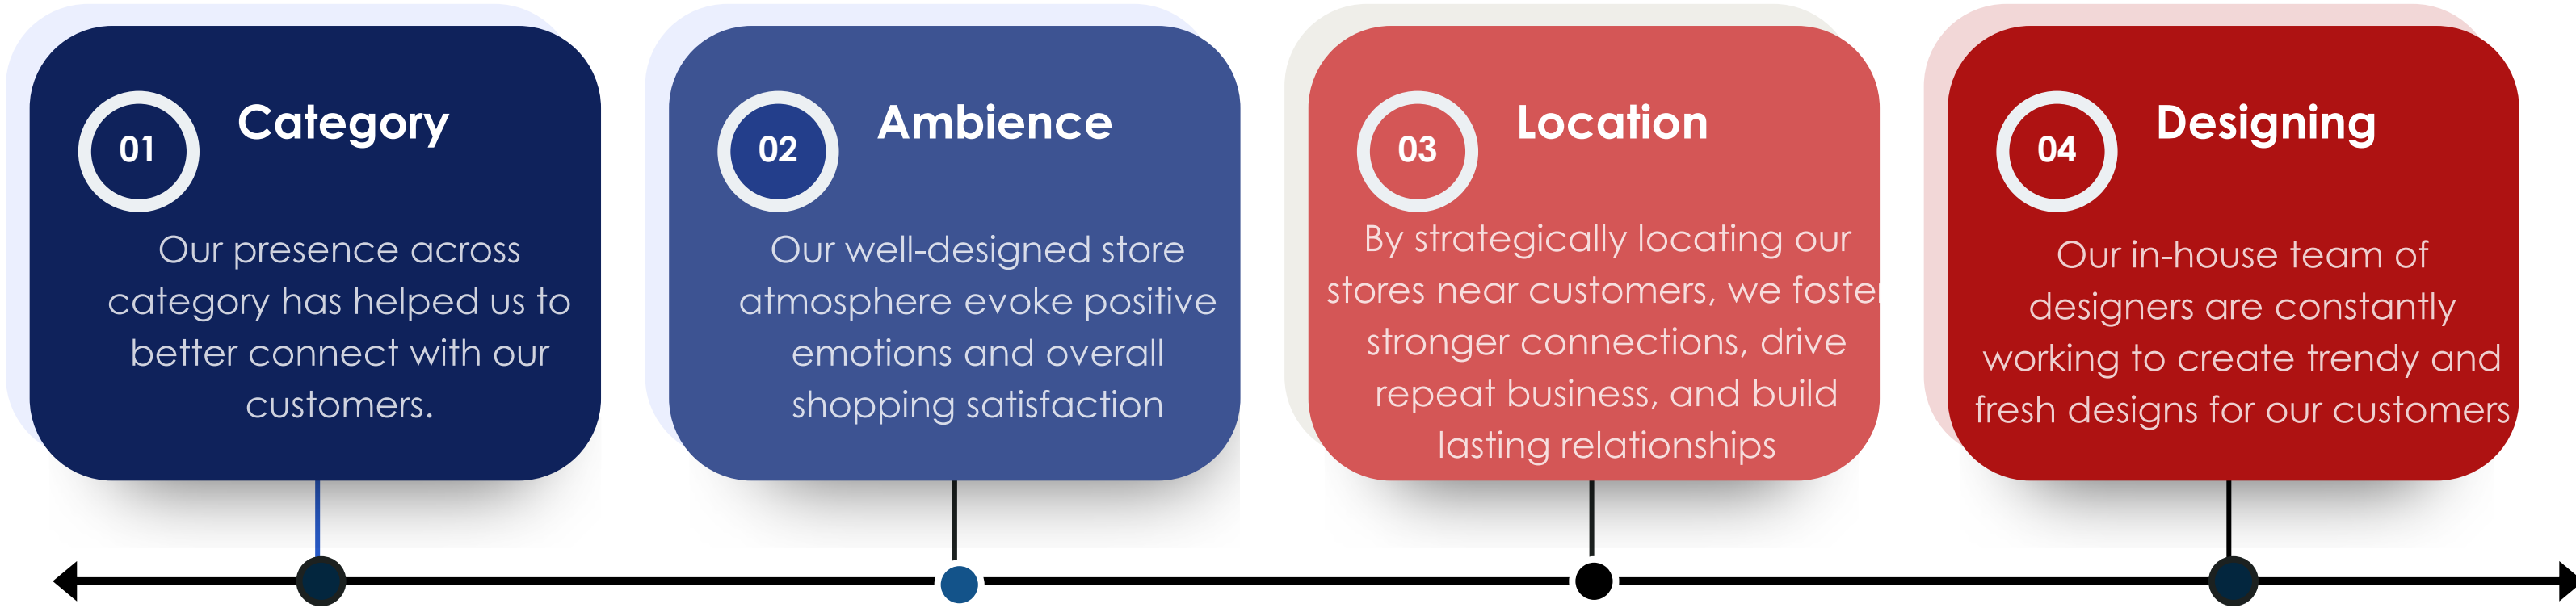 01
Category
Our presence across
category has helped us to
better connect with our
customers.
02
Ambience
Our well-designed store
atmosphere evoke positive
emotions and overall
shopping satisfaction
03
Location
By strategically locating our
stores near customers, we foster
stronger connections, drive
repeat business, and build
lasting relationships
04
Designing
Our in-house team of
designers are constantly
working to create trendy and
fresh designs for our customers